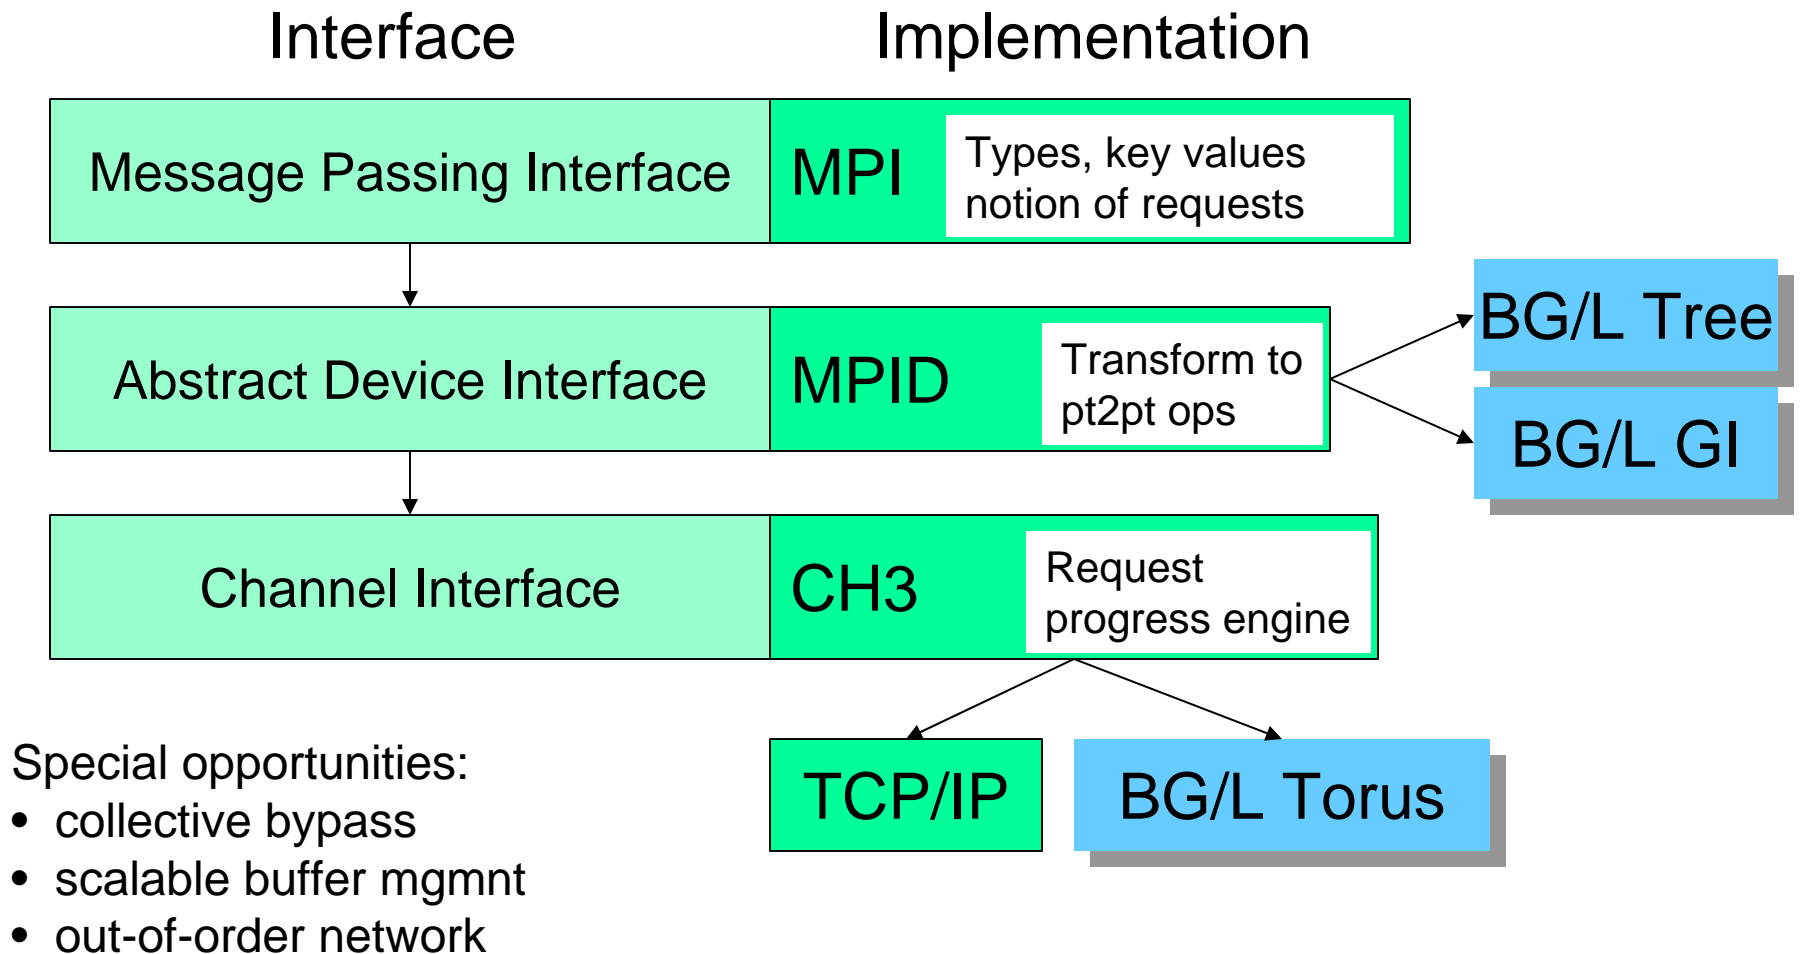 Interface
Implementation
Message Passing Interface
MPI
Types, key values
notion of requests
Abstract Device Interface
MPID
Transform to
pt2pt ops
BG/L Tree
BG/L GI
Channel Interface
CH3
Request
progress engine
TCP/IP
BG/L Torus
Special opportunities:
• collective bypass
• scalable buffer mgmnt
• out-of-order network